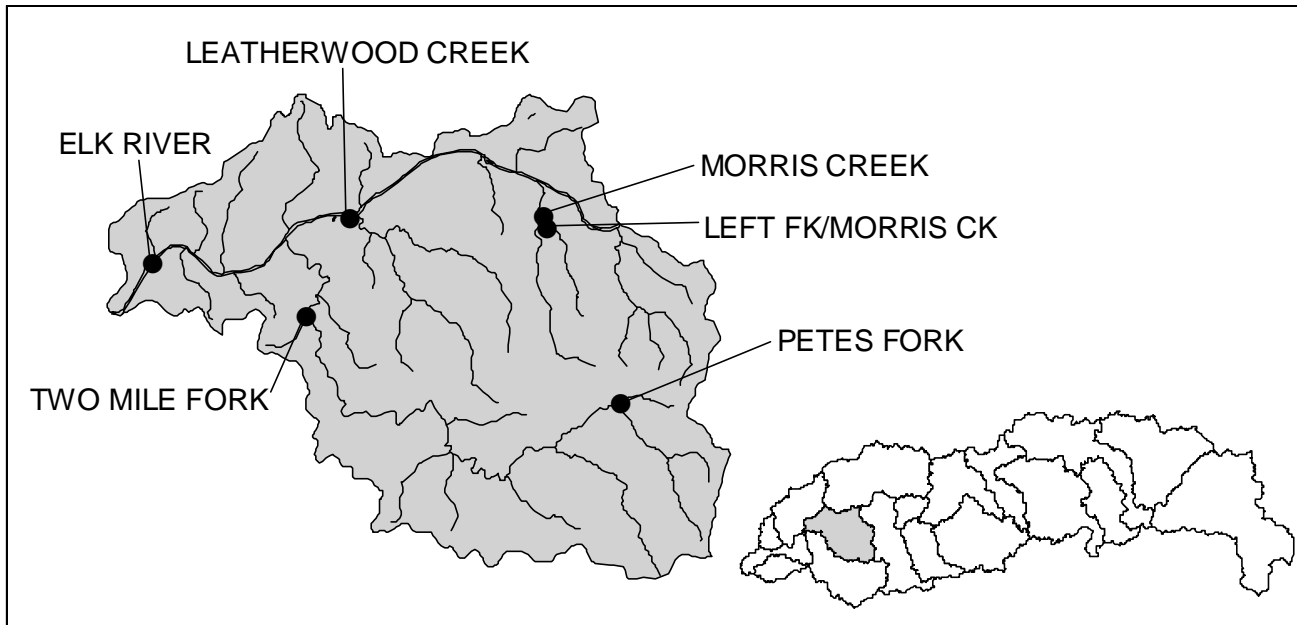 LEATHERWOOD CREEK
ELK RIVER
MORRIS CREEK
LEFT FK/MORRIS CK
PETES FORK
TWO MILE FORK